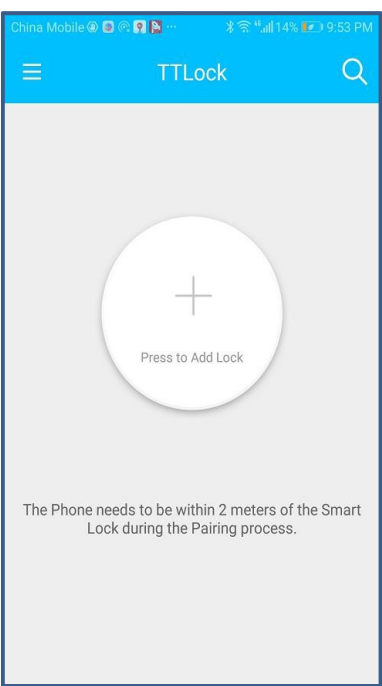 China Mobile ··· 14% 9:53 PM
TTLock
Press to Add Lock
The Phone needs to be within 2 meters of the Smart
Lock during the Pairing process.